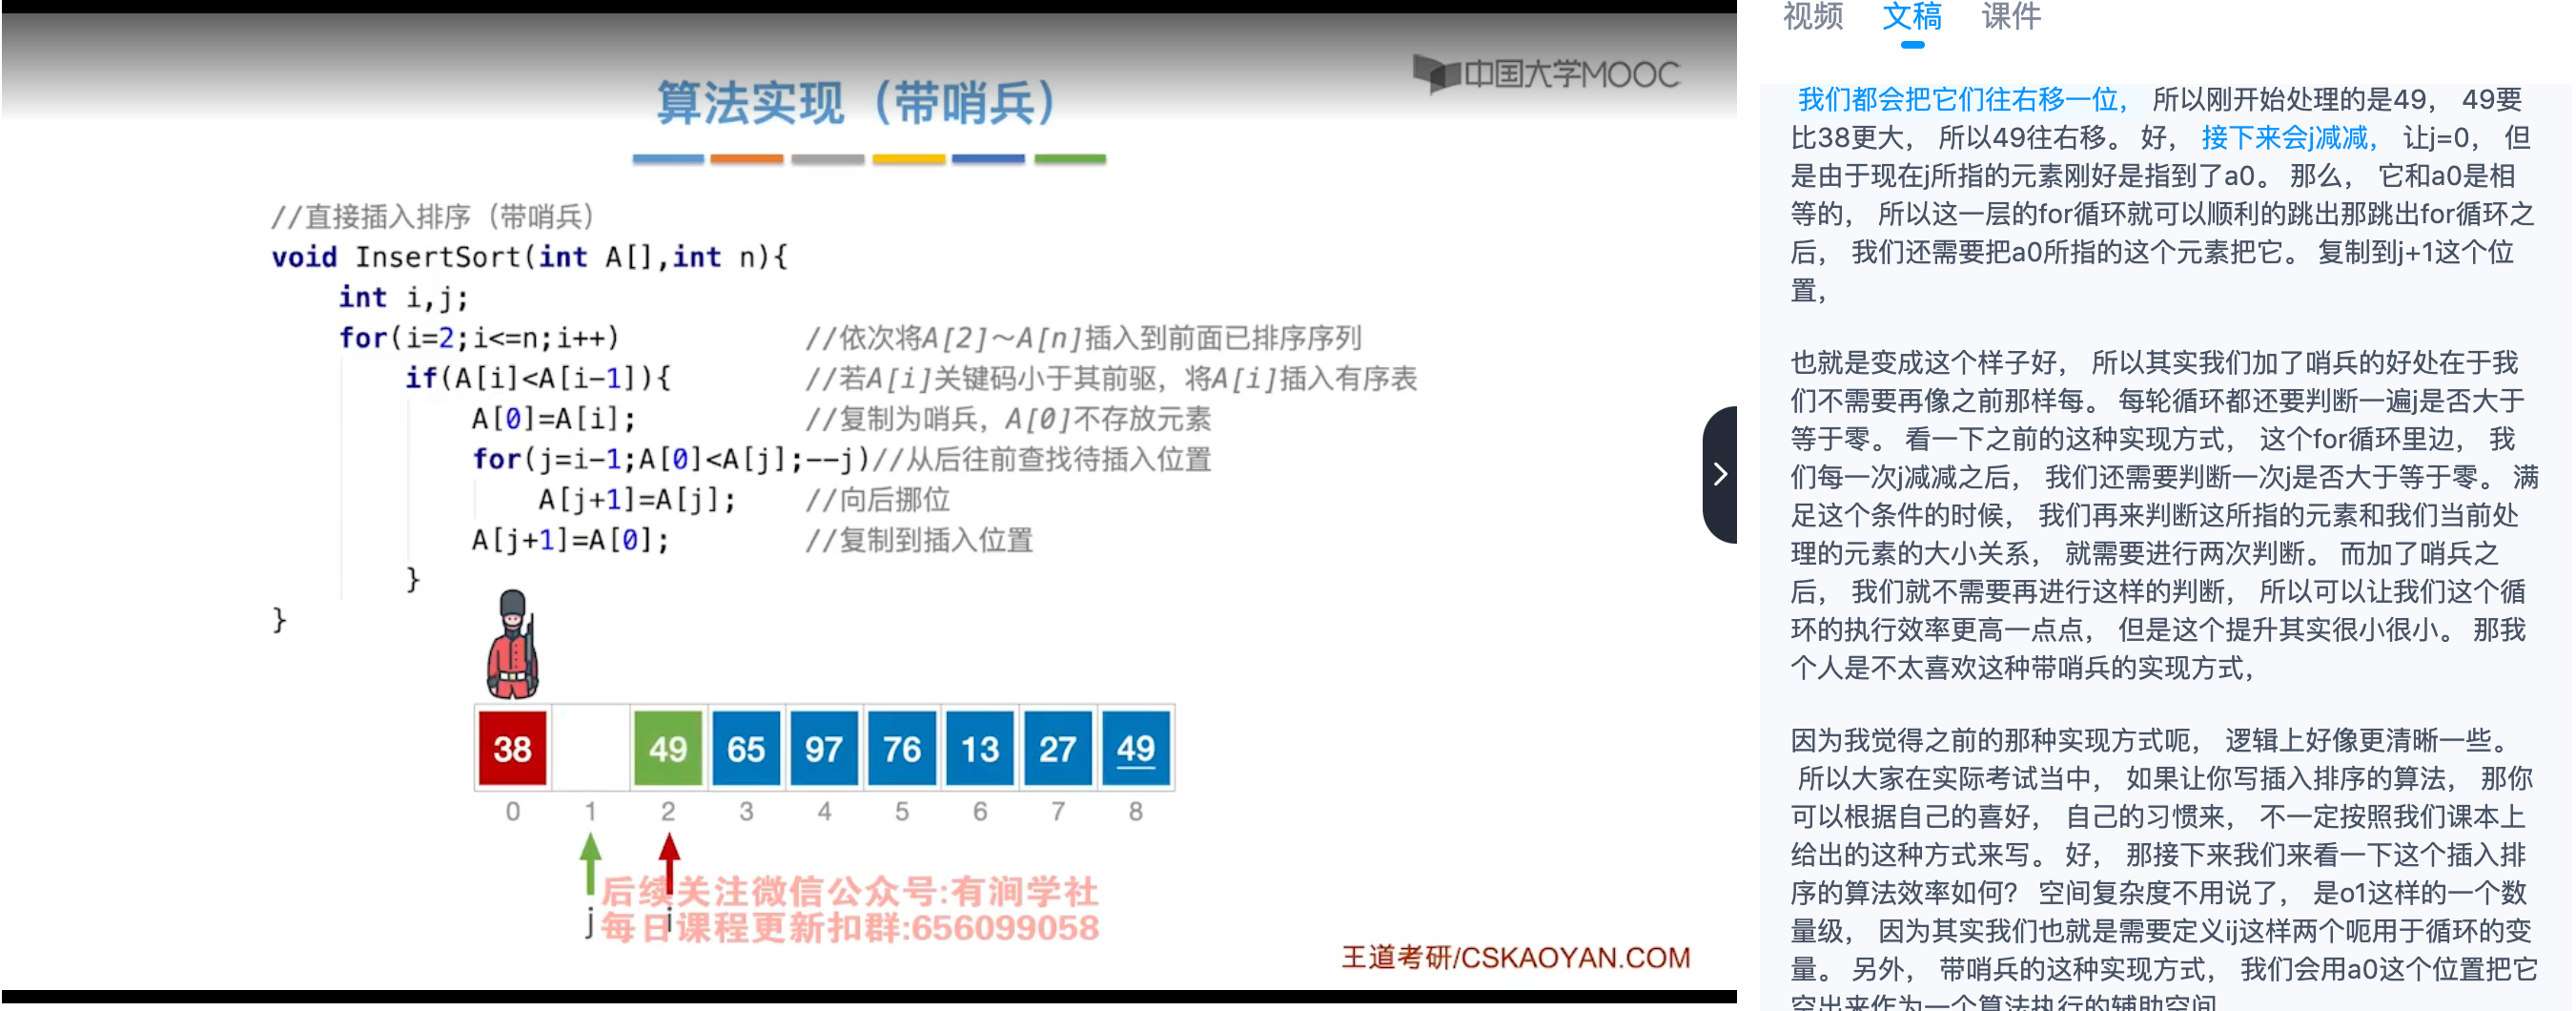 中国大学MOOC
算法实现（带哨兵）
//直接插入排序（带哨兵）
void InsertSort(int A[],int n){
int i,j;
for(i=2;i<=n;i++) //依次将A[2]～A[n]插入到前面已排序序列
if(A[i]<A[i-1]){ //若A[i]关键码小于其前驱，将A[i]插入有序表
A[0]=A[i]; //复制为哨兵，A[0]不存放元素
for(j=i-1;A[0]<A[j];--j)//从后往前查找待插入位置
A[j+1]=A[j]; //向后挪位
A[j+1]=A[0]; //复制到插入位置
}
}
38 49 65 97 76 13 27 49
0 1 2 3 4 5 6 7 8
j i
后续关注微信公众号:有涧学社
每日课程更新扣群:656099058
王道考研/CSKAOYAN.COM
视频 文稿 课件
我们都会把它们往右移一位， 所以刚开始处理的是49， 49要
比38更大， 所以49往右移。 好， 接下来会j减减， 让j=0， 但
是由于现在j所指的元素刚好是指到了a0。 那么， 它和a0是相
等的， 所以这一层的for循环就可以顺利的跳出那跳出for循环之
后， 我们还需要把a0所指的这个元素把它。 复制到j+1这个位
置，
也就是变成这个样子好， 所以其实我们加了哨兵的好处在于我
们不需要再像之前那样每。 每轮循环都还要判断一遍j是否大于
等于零。 看一下之前的这种实现方式， 这个for循环里边， 我
们每一次j减减之后， 我们还需要判断一次j是否大于等于零。 满
足这个条件的时候， 我们再来判断这所指的元素和我们当前处
理的元素的大小关系， 就需要进行两次判断。 而加了哨兵之
后， 我们就不需要再进行这样的判断， 所以可以让我们这个循
环的执行效率更高一点点， 但是这个提升其实很小很小。 那我
个人是不太喜欢这种带哨兵的实现方式，
因为我觉得之前的那种实现方式呃， 逻辑上好像更清晰一些。
所以大家在实际考试当中， 如果让你写插入排序的算法， 那你
可以根据自己的喜好， 自己的习惯来， 不一定按照我们课本上
给出的这种方式来写。 好， 那接下来我们来看一下这个插入排
序的算法效率如何？ 空间复杂度不用说了， 是o1这样的一个数
量级， 因为其实我们也就是需要定义ij这样两个呃用于循环的变
量。 另外， 带哨兵的这种实现方式， 我们会用a0这个位置把它
空出来作为一个算法执行的辅助空间